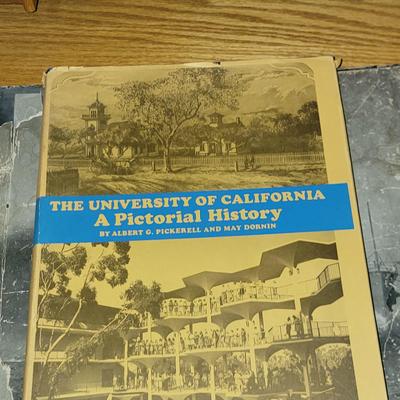 THE UNIVERSITY OF CALIFORNIA
A Pictorial History
BY ALBERT G. PICKERELL AND MAY DORNIN